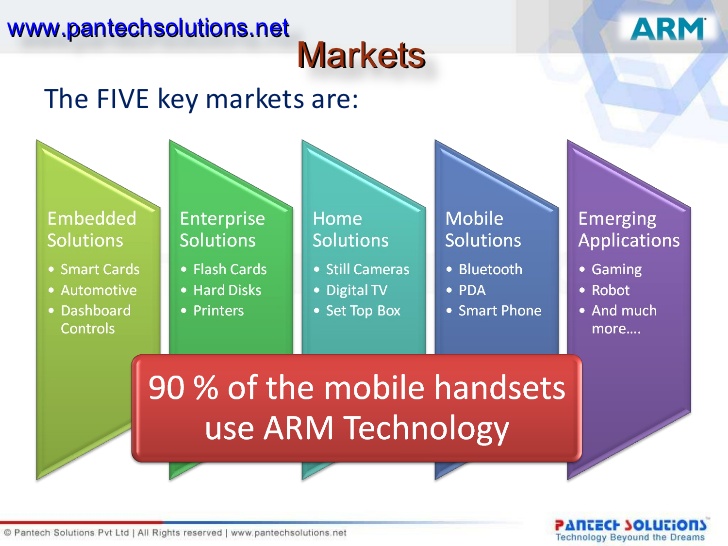 www.pantechsolutions.net
ARM
Markets
The FIVE key markets are:
Embedded
Solutions
• Smart Cards
• Automotive
• Dashboard
Controls
Enterprise
Solutions
• Flash Cards
• Hard Disks
• Printers
Home
Solutions
• Still Cameras
• Digital TV
• Set Top Box
Mobile
Solutions
• Bluetooth
• PDA
• Smart Phone
Emerging
Applications
• Gaming
• Robot
• And much
more....
90 % of the mobile handsets
use ARM Technology
© Pantech Solutions Pvt Ltd | All Rights reserved | www.pantechsolutions.net
PANTECH SOLUTIONS™
Technology Beyound the Dreams